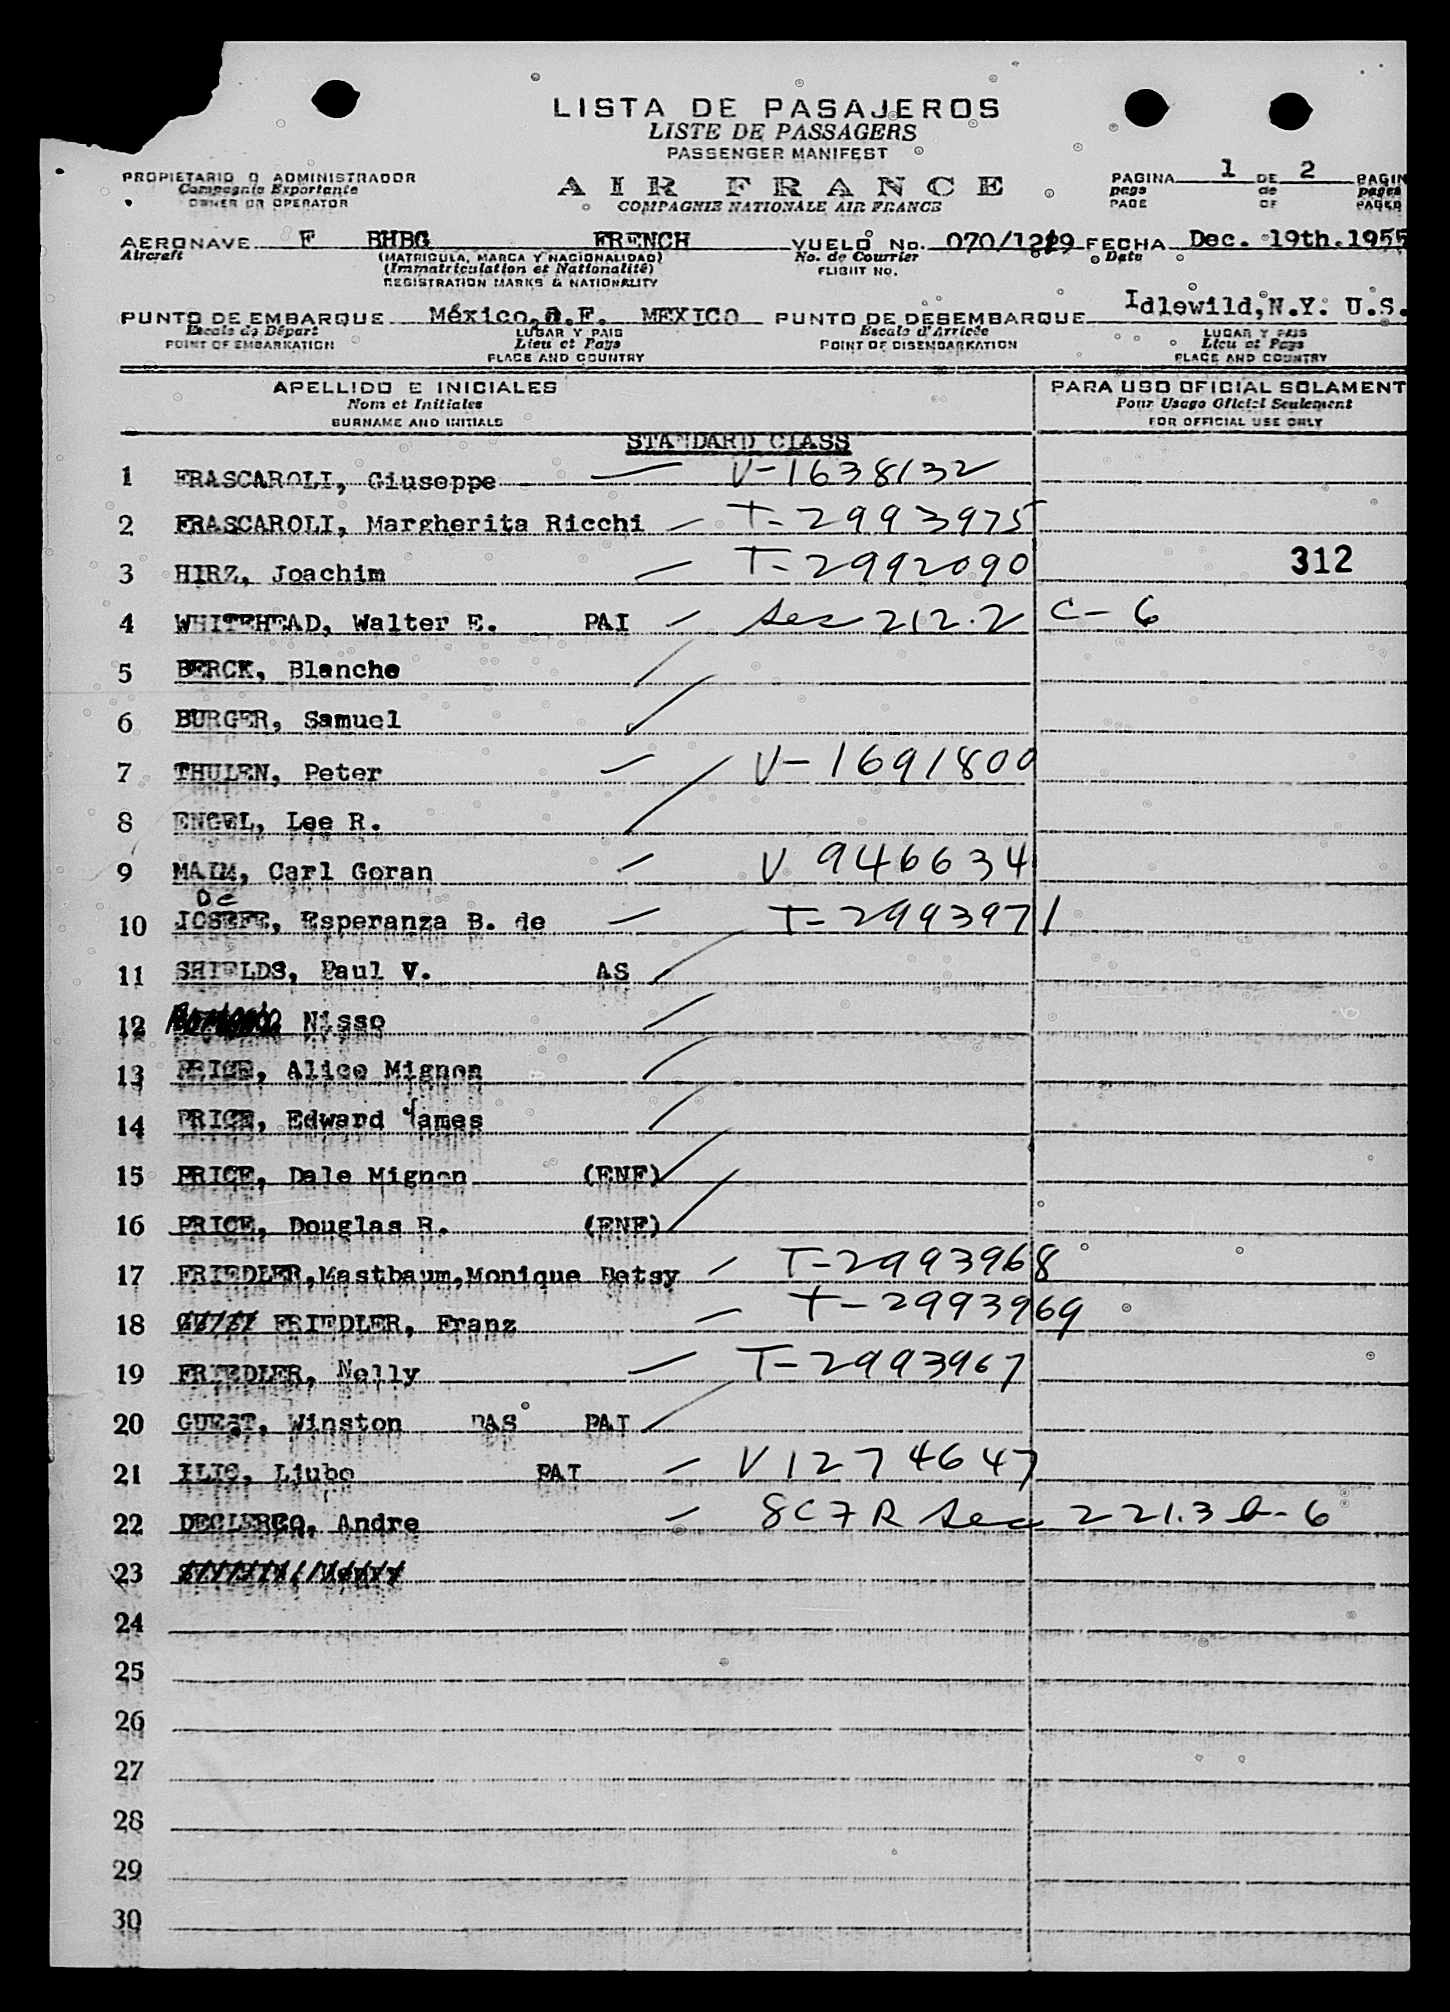 LISTA DE PASAJEROS
LISTE DE PASSAGERS
PASSENGER MANIFEST
PROPIETARIO O ADMINISTRADOR
Compagnie Exportante
OWNER OR OPERATOR
AIR FRANCE
COMPAGNIE NATIONALE AIR FRANCE
PAGINA 1 DE 2 PAGIN
page de pages
PAGE OF PAGES
AERONAVE F BHBG FRENCH VUELO No. 070/1219 FECHA Dec. 19th.1955
Aircraft (MATRICULA, MARCA Y NACIONALIDAD) No. de Courrier Date
(Immatriculation et Nationalité) FLIGHT NO.
REGISTRATION MARKS & NATIONALITY
PUNTO DE EMBARQUE México, D.F. MEXICO PUNTO DE DESEMBARQUE Idlewild,N.Y. U.S.
Escale de Départ LUGAR Y PAIS Escale d'Arrivée LUGAR Y PAIS
POINT OF EMBARKATION Lieu et Pays POINT OF DISEMBARKATION Lieu et Pays
PLACE AND COUNTRY PLACE AND COUNTRY
APELLIDO E INICIALES PARA USO OFICIAL SOLAMENT
Nom et Initiales Pour Usage Officiel Seulement
SURNAME AND INITIALS FOR OFFICIAL USE ONLY
STANDARD CLASS
1 FRASCAROLI, Giuseppe V-1638132
2 FRASCAROLI, Margherita Ricchi T-2993975
3 HIRZ, Joachim T-2992090 312
4 WHITEHEAD, Walter E. PAI Sec 212.2 C-6
5 BERCK, Blanche
6 BURGER, Samuel
7 THULEN, Peter V-1691800
8 ENGEL, Lee R.
9 MAIM, Carl Goran V 946634
De
10 JOSEFE, Esperanza B. de T-2993971
11 SHIELDS, Paul V. AS
12 Nisso
13 PRICE, Alice Mignon
14 PRICE, Edward James
15 PRICE, Dale Mignon (ENF)
16 PRICE, Douglas R. (ENF)
17 FRIEDLER,Mastbaum,Monique Betsy T-2993968
18 FRIEDLER, Franz T-2993969
19 FRIEDLER, Nelly T-2993967
20 GUEST, Winston PAS PAI
21 ILIC, Ljubo PAI V1274647
22 DECLERCQ, Andre 8CFR Sec 221.3 b-6
23
24
25
26
27
28
29
30